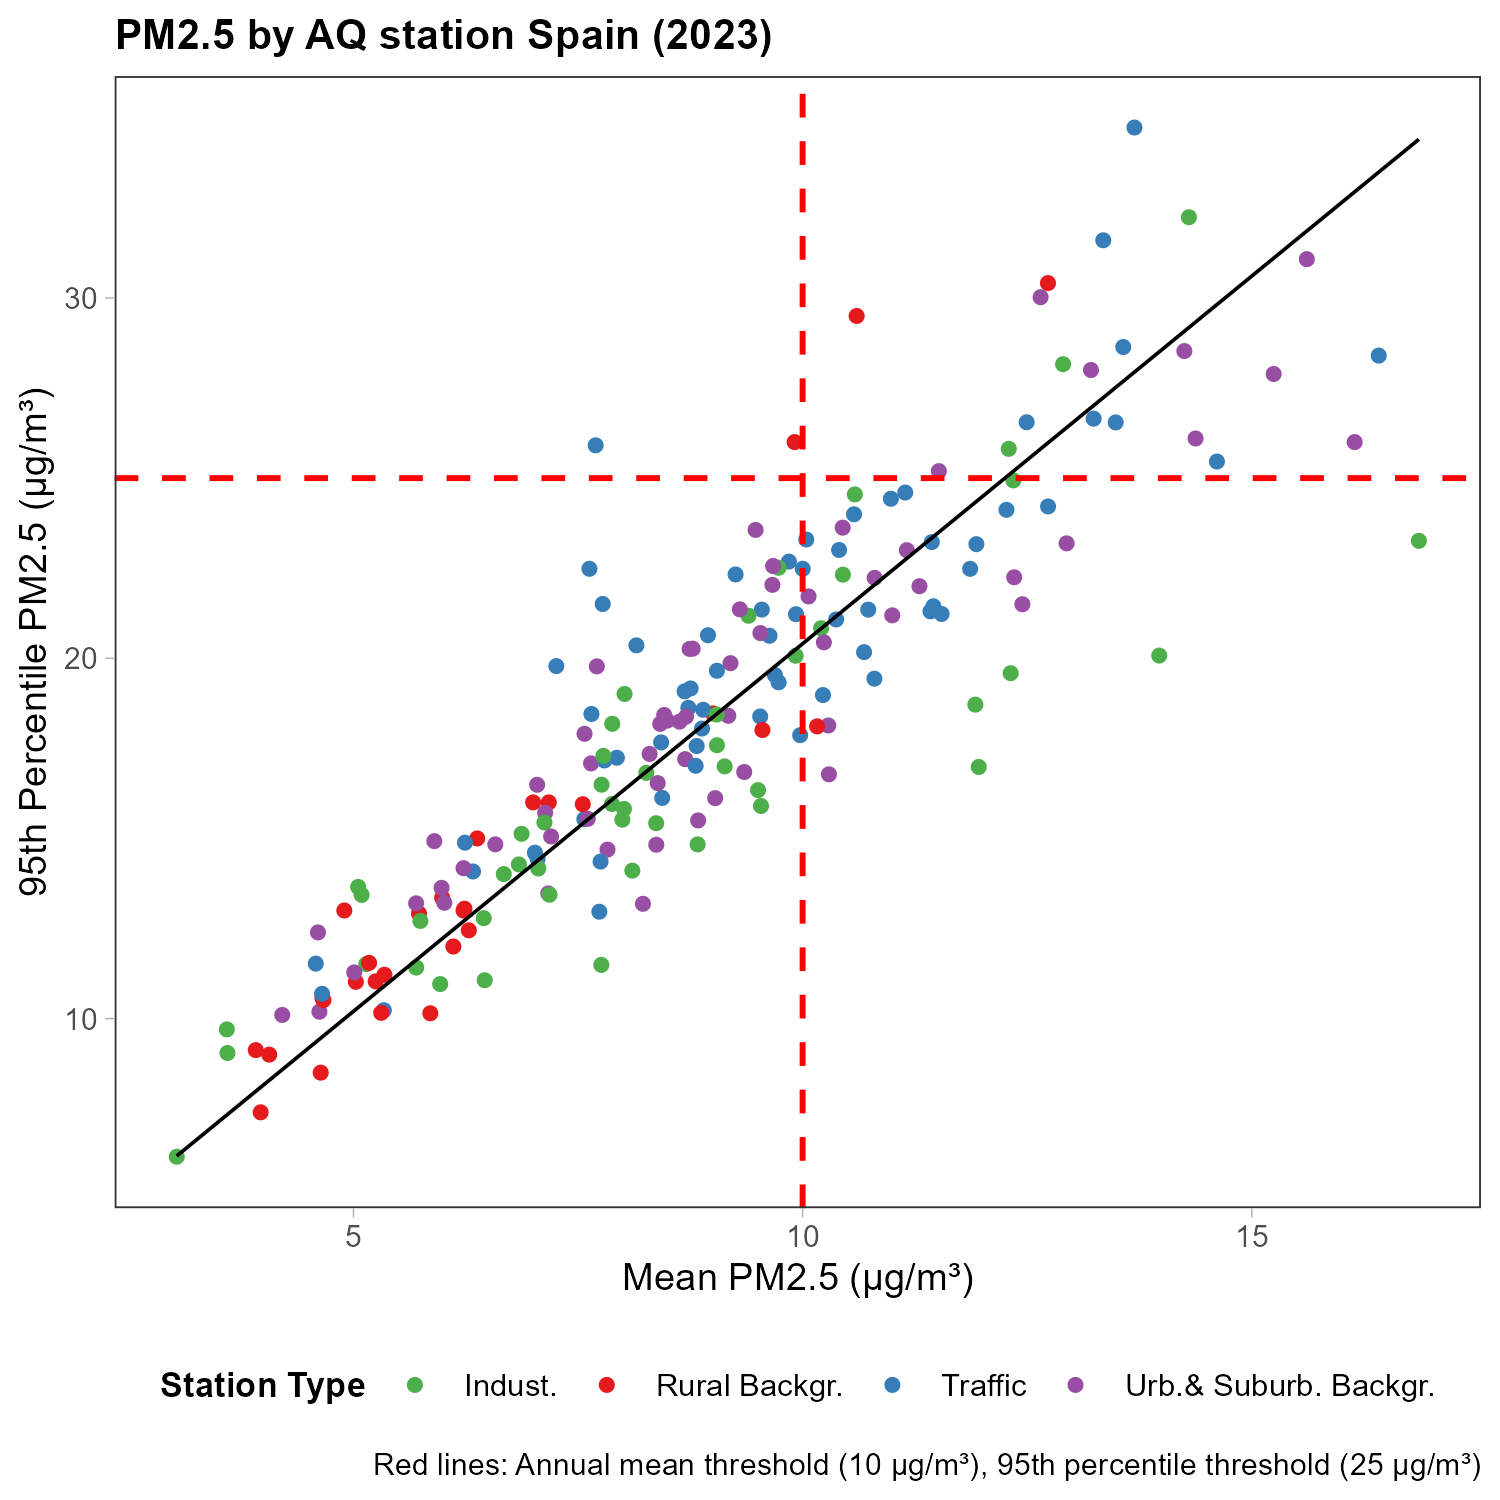 PM2.5 by AQ station Spain (2023)
95th Percentile PM2.5 (µg/m³)
30
20
10
5 10 15
Mean PM2.5 (µg/m³)
Station Type Indust. Rural Backgr. Traffic Urb.& Suburb. Backgr.
Red lines: Annual mean threshold (10 µg/m³), 95th percentile threshold (25 µg/m³)